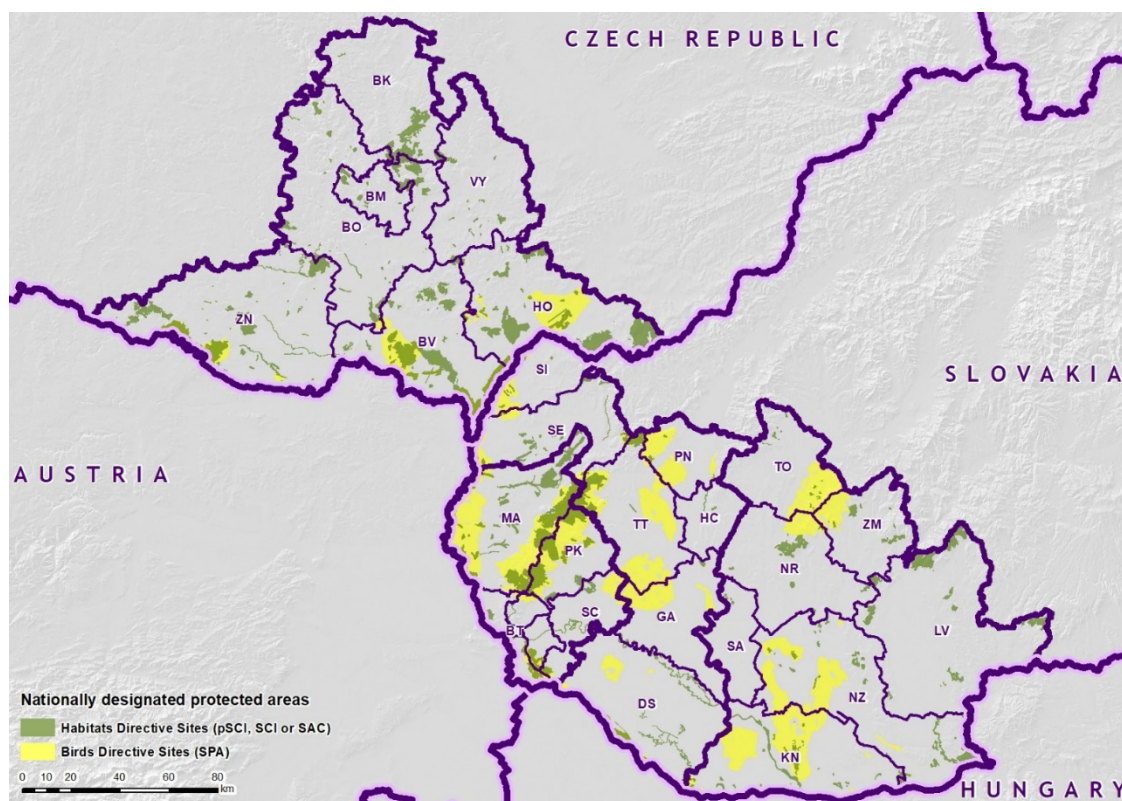 CZECH REPUBLIC
BK
VY
BM
BO
ZN
HO
BV
SI
SLOVAKIA
SE
AUSTRIA
PN
TO
MA
TT
HC
ZM
PK
NR
SC
GA
BT
SA
LV
DS
NZ
KN
HUNGARY
Nationally designated protected areas
Habitats Directive Sites (pSCI, SCI or SAC)
Birds Directive Sites (SPA)
0 10 20 40 60 80
km